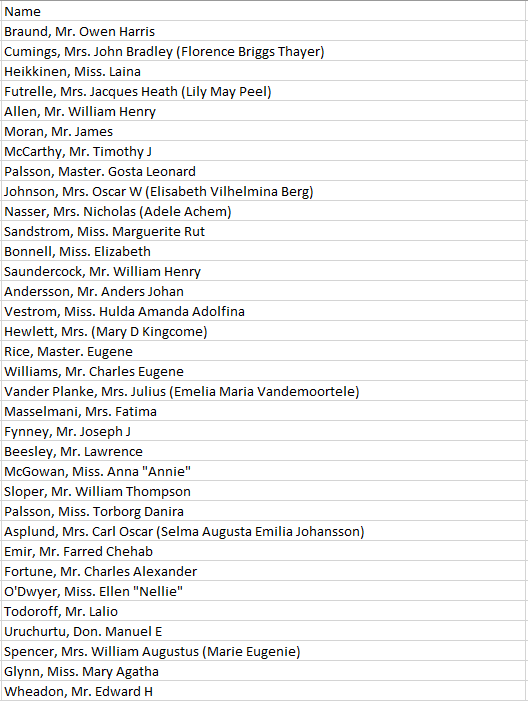 Name
Braund, Mr. Owen Harris
Cumings, Mrs. John Bradley (Florence Briggs Thayer)
Heikkinen, Miss. Laina
Futrelle, Mrs. Jacques Heath (Lily May Peel)
Allen, Mr. William Henry
Moran, Mr. James
McCarthy, Mr. Timothy J
Palsson, Master. Gosta Leonard
Johnson, Mrs. Oscar W (Elisabeth Vilhelmina Berg)
Nasser, Mrs. Nicholas (Adele Achem)
Sandstrom, Miss. Marguerite Rut
Bonnell, Miss. Elizabeth
Saundercock, Mr. William Henry
Andersson, Mr. Anders Johan
Vestrom, Miss. Hulda Amanda Adolfina
Hewlett, Mrs. (Mary D Kingcome)
Rice, Master. Eugene
Williams, Mr. Charles Eugene
Vander Planke, Mrs. Julius (Emelia Maria Vandemoortele)
Masselmani, Mrs. Fatima
Fynney, Mr. Joseph J
Beesley, Mr. Lawrence
McGowan, Miss. Anna "Annie"
Sloper, Mr. William Thompson
Palsson, Miss. Torborg Danira
Asplund, Mrs. Carl Oscar (Selma Augusta Emilia Johansson)
Emir, Mr. Farred Chehab
Fortune, Mr. Charles Alexander
O'Dwyer, Miss. Ellen "Nellie"
Todoroff, Mr. Lalio
Uruchurtu, Don. Manuel E
Spencer, Mrs. William Augustus (Marie Eugenie)
Glynn, Miss. Mary Agatha
Wheadon, Mr. Edward H